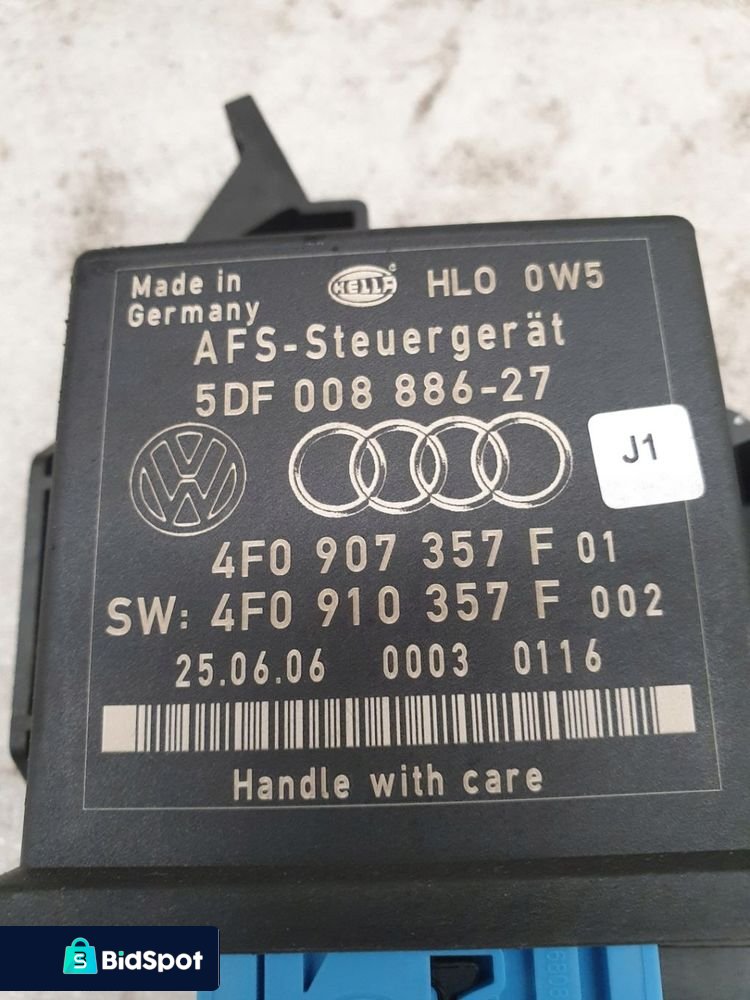 Made in
Germany
HELLA
HLO 0W5
AFS-Steuergerät
5DF 008 886-27
J1
4F0 907 357 F 01
SW: 4F0 910 357 F 002
25.06.06 0003 0116
Handle with care
BidSpot